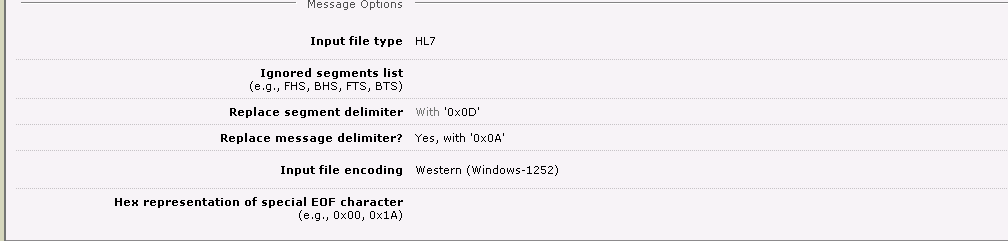 Message Options
Input file type HL7
Ignored segments list
(e.g., FHS, BHS, FTS, BTS)
Replace segment delimiter With '0x0D'
Replace message delimiter? Yes, with '0x0A'
Input file encoding Western (Windows-1252)
Hex representation of special EOF character
(e.g., 0x00, 0x1A)